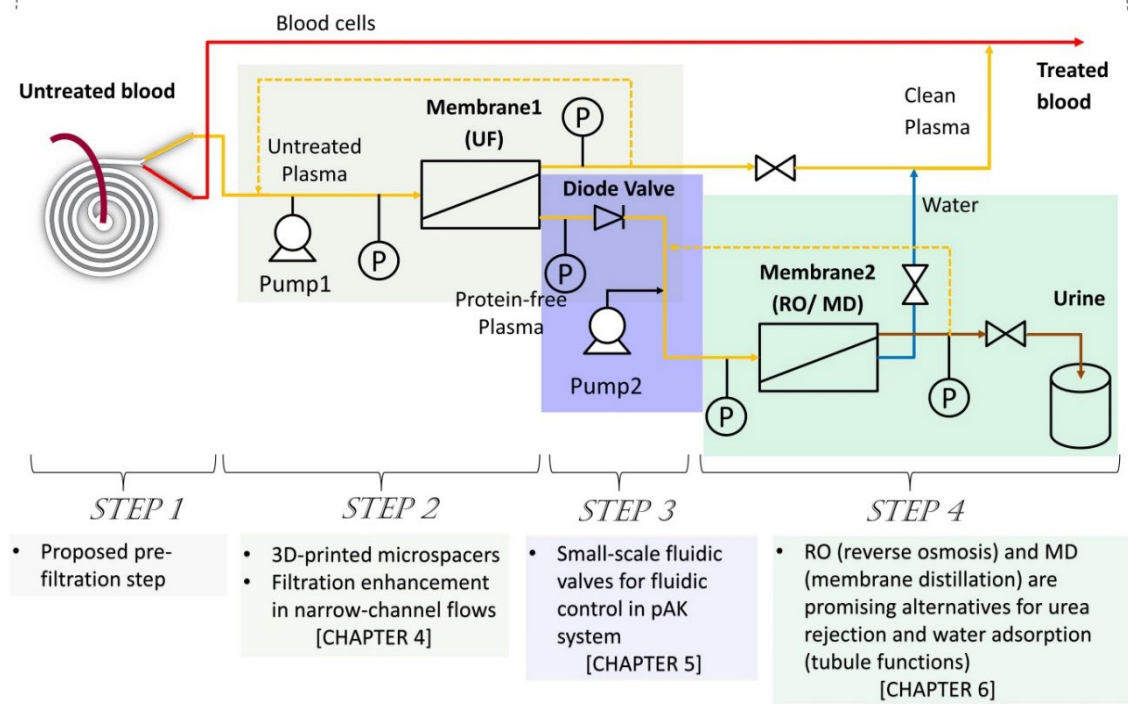 Blood cells
Untreated blood
Treated
blood
Membrane1
(UF)
P
Clean
Plasma
Untreated
Plasma
Diode Valve
Water
P
Pump1
P
Protein-free
Plasma
Membrane2
(RO/ MD)
Urine
Pump2
P
P
STEP 1
STEP 2
STEP 3
STEP 4
• Proposed pre-
filtration step
• 3D-printed microspacers
• Filtration enhancement
in narrow-channel flows
[CHAPTER 4]
• Small-scale fluidic
valves for fluidic
control in pAK
system
[CHAPTER 5]
• RO (reverse osmosis) and MD
(membrane distillation) are
promising alternatives for urea
rejection and water adsorption
(tubule functions)
[CHAPTER 6]